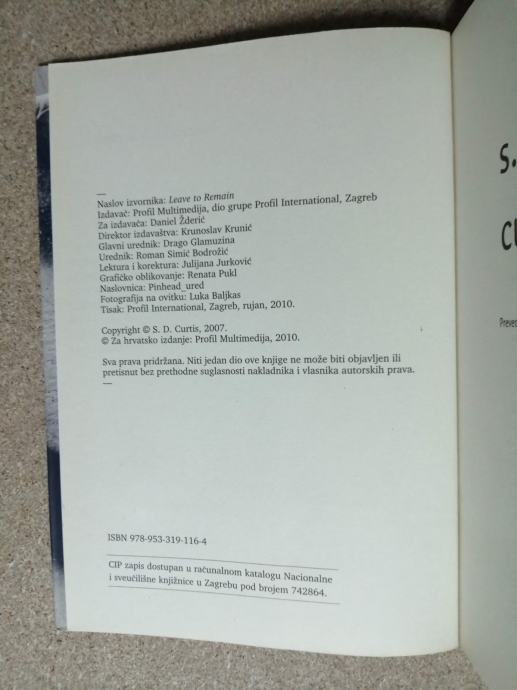 —
Naslov izvornika: Leave to Remain
Izdavač: Profil Multimedija, dio grupe Profil International, Zagreb
Za izdavača: Daniel Žderić
Direktor izdavaštva: Krunoslav Krunić
Glavni urednik: Drago Glamuzina
Urednik: Roman Simić Bodrožić
Lektura i korektura: Julijana Jurković
Grafičko oblikovanje: Renata Pukl
Naslovnica: Pinhead_ured
Fotografija na ovitku: Luka Baljkas
Tisak: Profil International, Zagreb, rujan, 2010.
Copyright © S. D. Curtis, 2007.
© Za hrvatsko izdanje: Profil Multimedija, 2010.
Sva prava pridržana. Niti jedan dio ove knjige ne može biti objavljen ili
pretisnut bez prethodne suglasnosti nakladnika i vlasnika autorskih prava.
—
ISBN 978-953-319-116-4
CIP zapis dostupan u računalnom katalogu Nacionalne
i sveučilišne knjižnice u Zagrebu pod brojem 742864.
S.